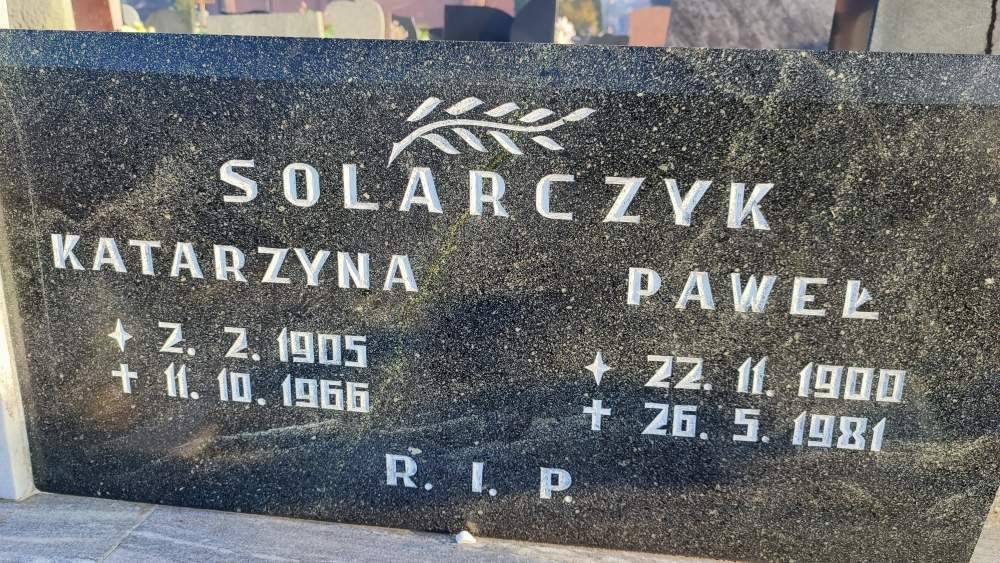 SOLARCZYK
KATARZYNA
2. 2. 1905
11. 10. 1966
PAWEŁ
22. 11. 1900
26. 5. 1981
R. I. P.